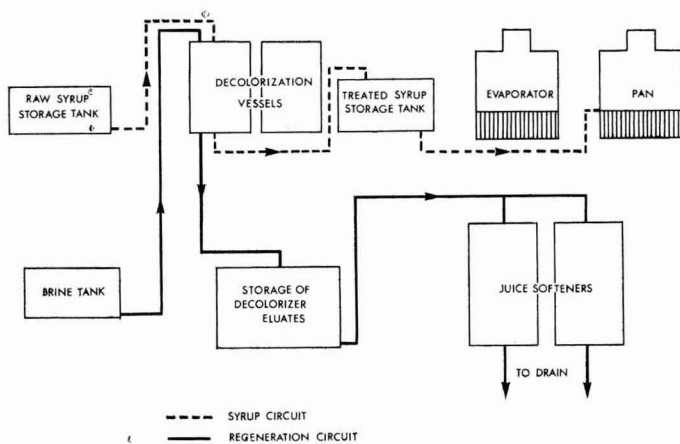 RAW SYRUP
STORAGE TANK
DECOLORIZATION
VESSELS
TREATED SYRUP
STORAGE TANK
EVAPORATOR
PAN
BRINE TANK
STORAGE OF
DECOLORIZER
ELUATES
JUICE SOFTENERS
TO DRAIN
SYRUP CIRCUIT
REGENERATION CIRCUIT